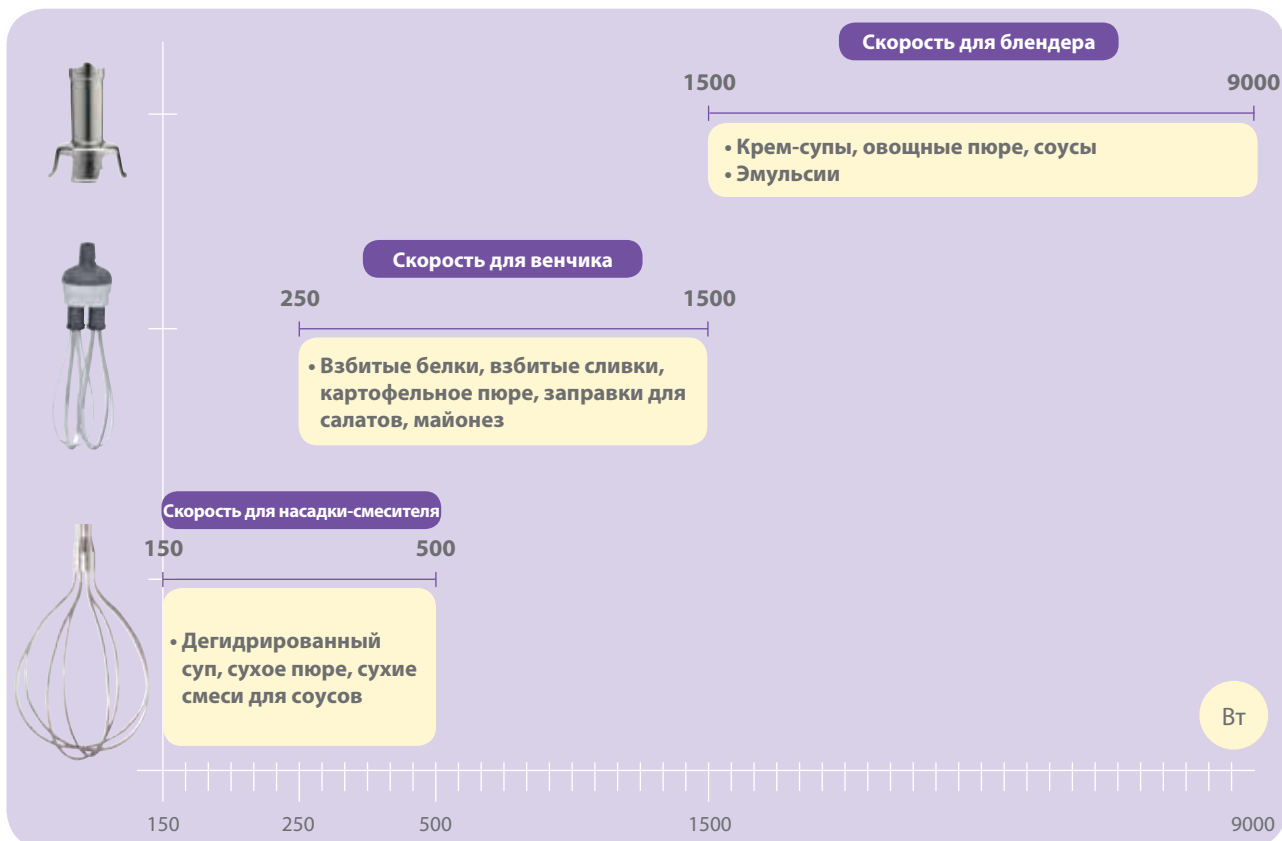 Скорость для блендера
1500 9000
• Крем-супы, овощные пюре, соусы
• Эмульсии
Скорость для венчика
250 1500
• Взбитые белки, взбитые сливки,
картофельное пюре, заправки для
салатов, майонез
Скорость для насадки-смесителя
150 500
• Дегидрированный
суп, сухое пюре, сухие
смеси для соусов
Вт
150 250 500 1500 9000